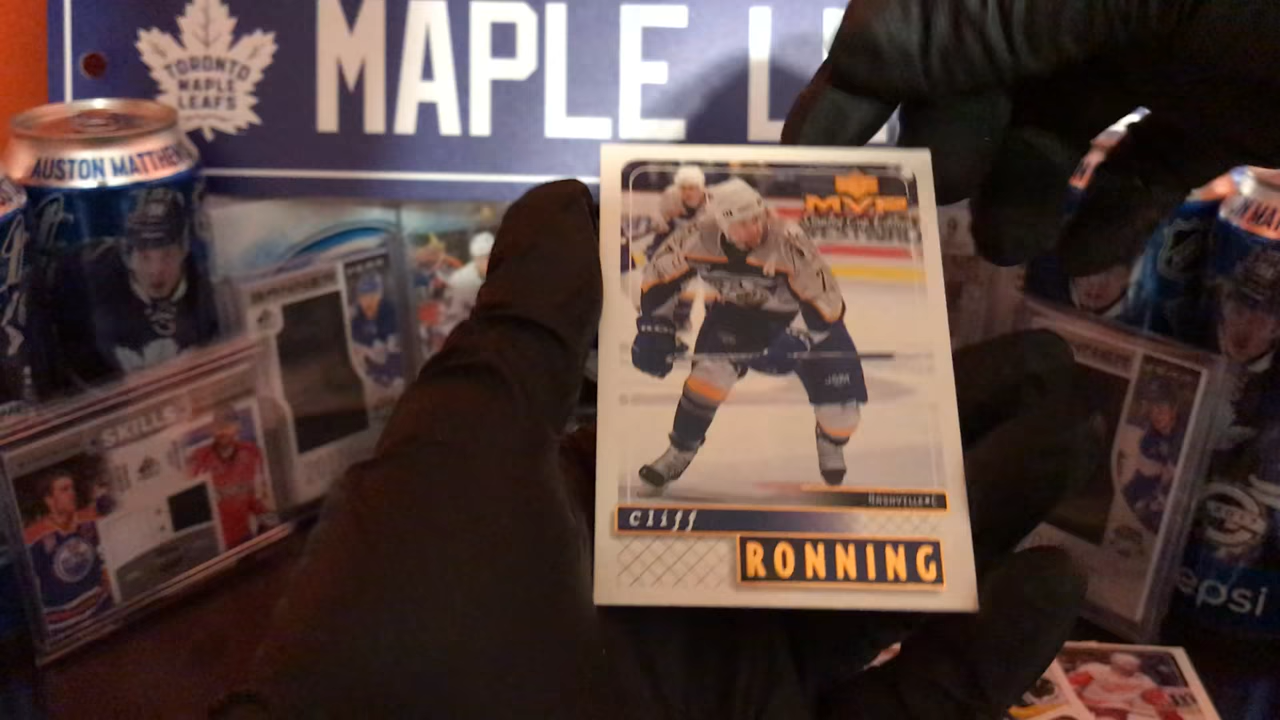 TORONTO
MAPLE
LEAFS
MAPLE L
AUSTON MATTHEWS
MVP
SKILLS
NASHVILLE C
cliff
RONNING
epsi